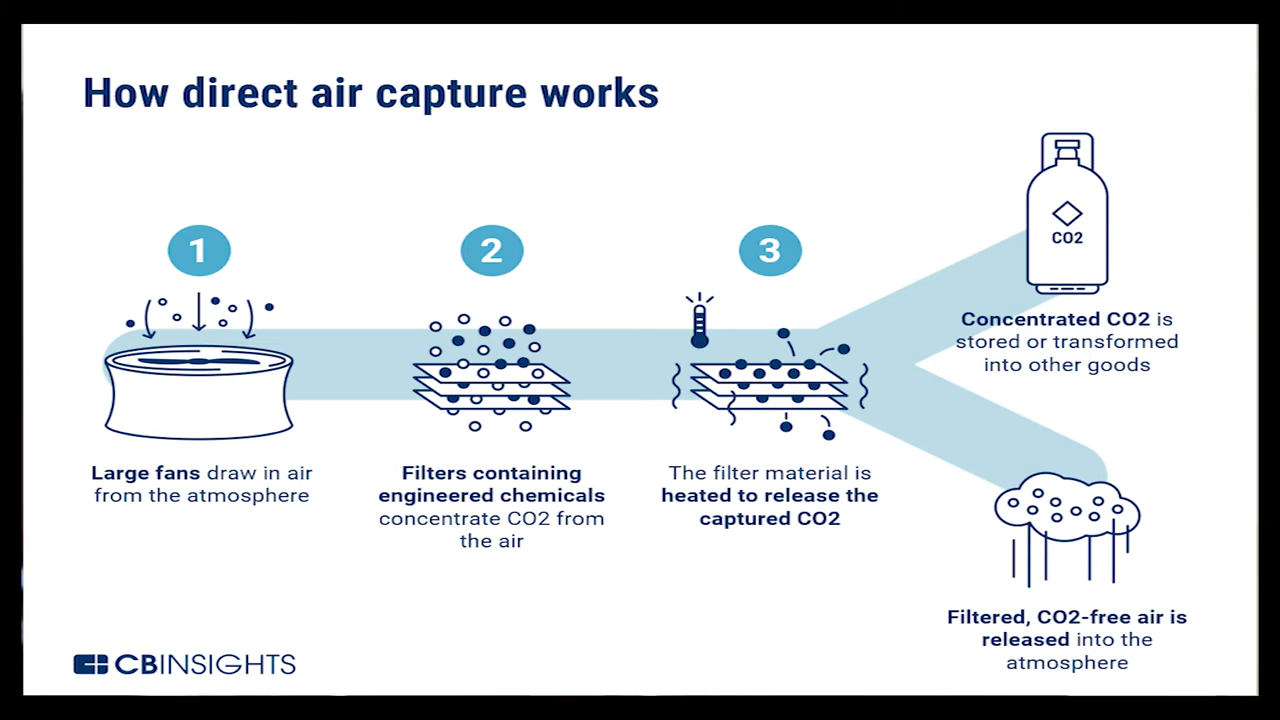 How direct air capture works
1
2
3
CO2
Large fans draw in air
from the atmosphere
Filters containing
engineered chemicals
concentrate CO2 from
the air
The filter material is
heated to release the
captured CO2
Concentrated CO2 is
stored or transformed
into other goods
Filtered, CO2-free air is
released into the
atmosphere
CBINSIGHTS